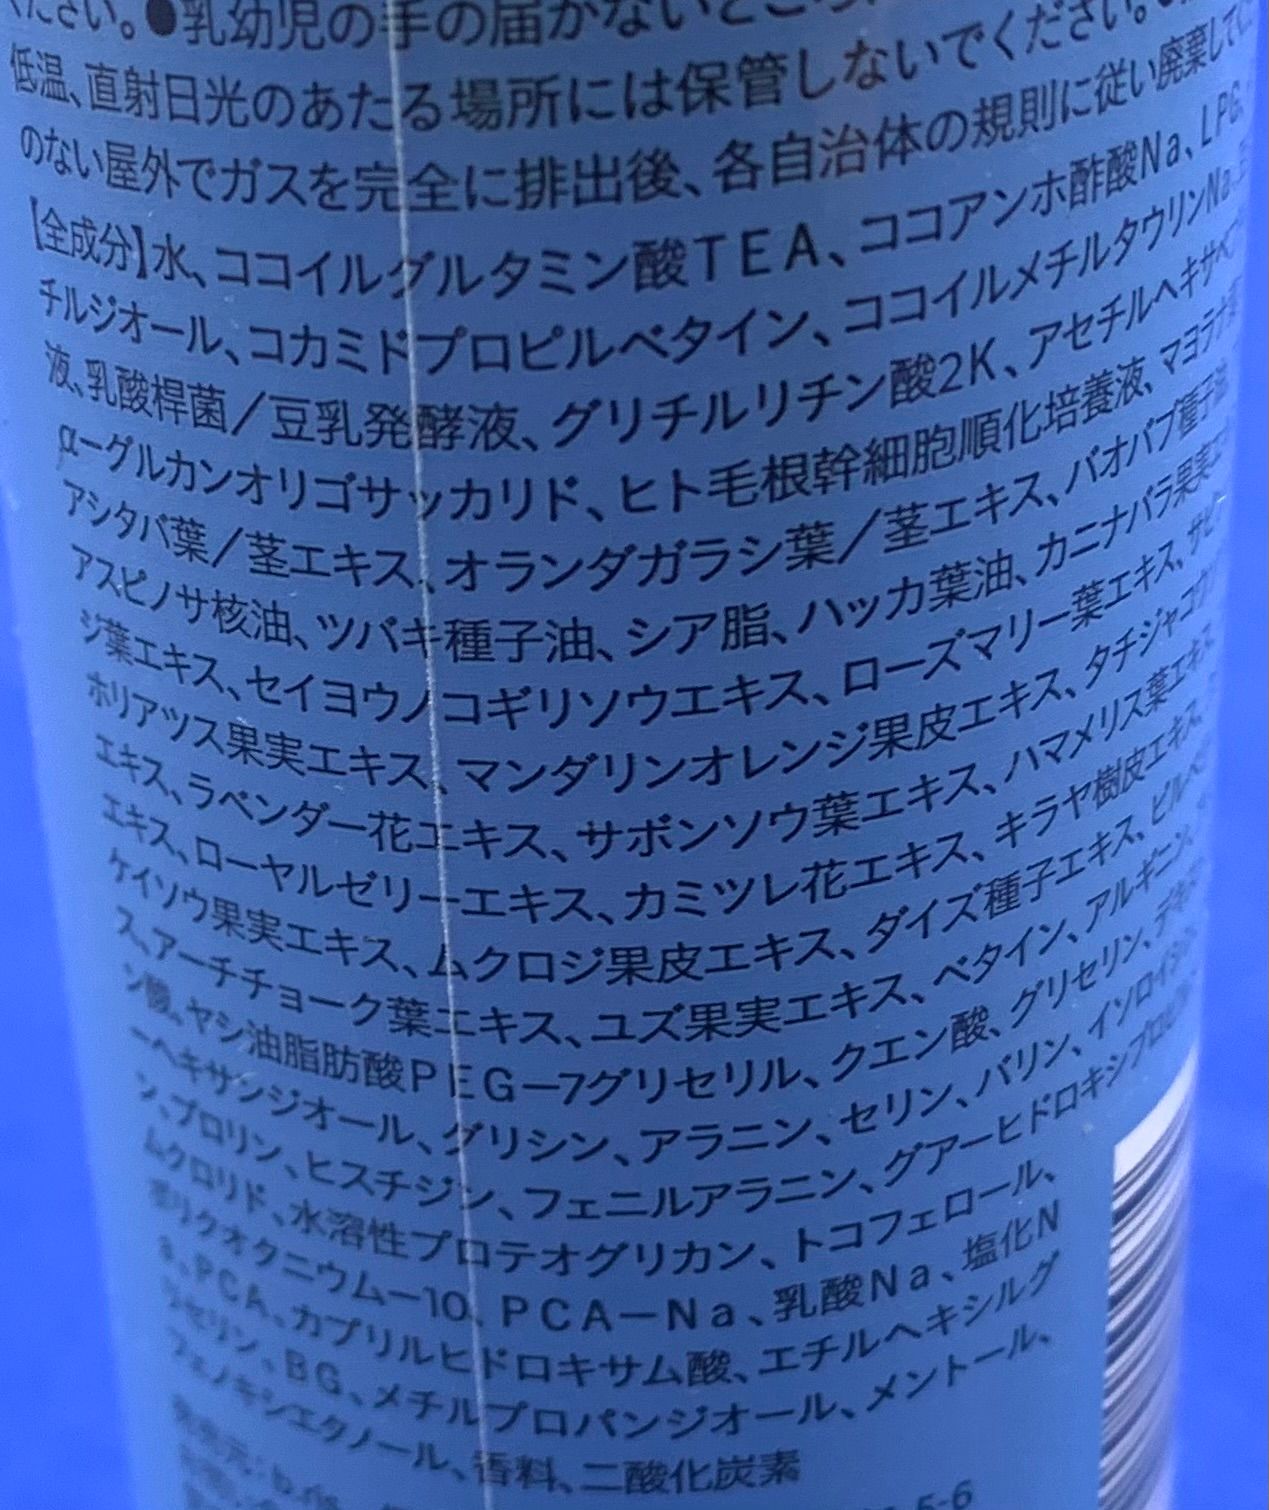 ください。●乳幼児の手の届かないところ
低温、直射日光のあたる場所には保管しないでください。●
のない屋外でガスを完全に排出後、各自治体の規則に従い廃棄して
【全成分】水、ココイルグルタミン酸TEA、ココアンホ酢酸Na、LPG、
チルジオール、コカミドプロピルベタイン、ココイルメチルタウリンNa、
液、乳酸桿菌／豆乳発酵液、グリチルリチン酸2K、アセチルヘキサペプ
α-グルカンオリゴサッカリド、ヒト毛根幹細胞順化培養液、マヨラナ葉
アシタバ葉／茎エキス、オランダガラシ葉／茎エキス、バオバブ種子油、
アスピノサ核油、ツバキ種子油、シア脂、ハッカ葉油、カニナバラ果実エ
ジ葉エキス、セイヨウノコギリソウエキス、ローズマリー葉エキス、サピ
ホリアツス果実エキス、マンダリンオレンジ果皮エキス、タチジャコウソ
エキス、ラベンダー花エキス、サボンソウ葉エキス、ハマメリス葉エキス、
エキス、ローヤルゼリーエキス、カミツレ花エキス、キラヤ樹皮エキス、
ケイソウ果実エキス、ムクロジ果皮エキス、ダイズ種子エキス、ビルベリ
ス、アーチチョーク葉エキス、ユズ果実エキス、ベタイン、アルギニン、
ン酸、ヤシ油脂肪酸PEG-7グリセリル、クエン酸、グリセリン、デキス
-ヘキサンジオール、グリシン、アラニン、セリン、バリン、イソロイシン、
ン、プロリン、ヒスチジン、フェニルアラニン、グアーヒドロキシプロピル
ムクロリド、水溶性プロテオグリカン、トコフェロール、
ポリクオタニウム-10、PCA-Na、乳酸Na、塩化N
a、PCA、カプリルヒドロキサム酸、エチルヘキシルグ
リセリン、BG、メチルプロパンジオール、メントール、
フェノキシエタノール、香料、二酸化炭素
発売元:b.ris
5-6